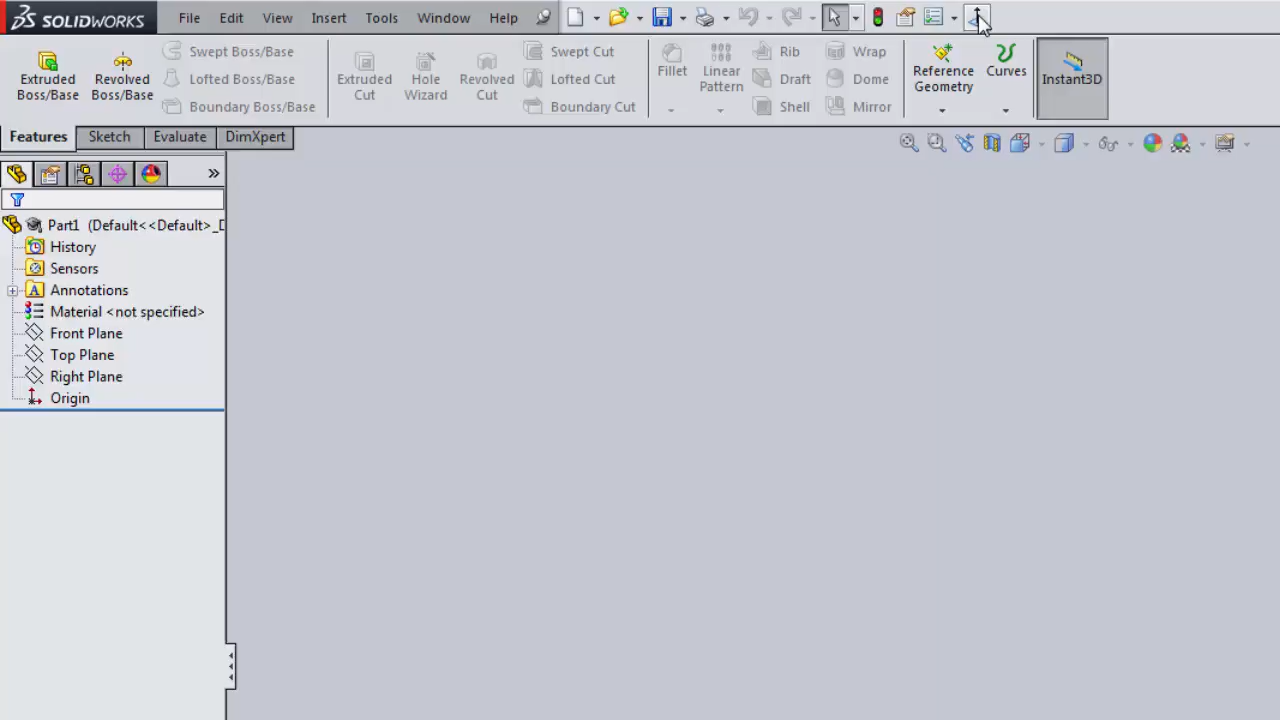 SOLIDWORKS File Edit View Insert Tools Window Help
Extruded Boss/Base
Revolved Boss/Base
Swept Boss/Base
Lofted Boss/Base
Boundary Boss/Base
Extruded Cut
Hole Wizard
Revolved Cut
Swept Cut
Lofted Cut
Boundary Cut
Fillet
Linear Pattern
Rib
Draft
Shell
Wrap
Dome
Mirror
Reference Geometry
Curves
Instant3D
Features Sketch Evaluate DimXpert
Part1 (Default<<Default>_D
History
Sensors
Annotations
Material <not specified>
Front Plane
Top Plane
Right Plane
Origin